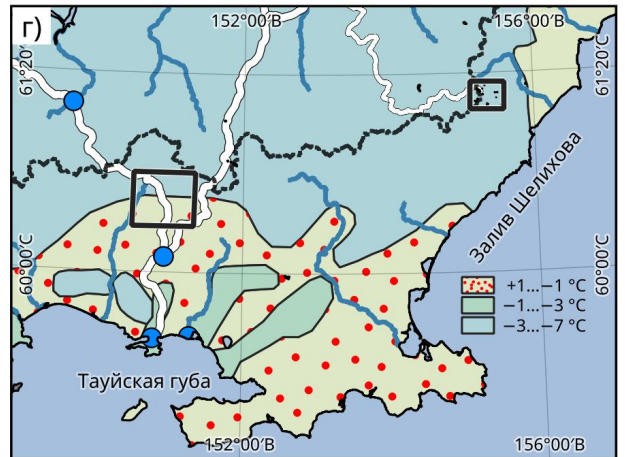 г)
152°00′В
156°00′В
61°20′С
61°20′С
Залив Шелихова
60°00′С
60°00′С
+1...−1 °C
−1...−3 °C
−3...−7 °C
Тауйская губа
152°00′В
156°00′В